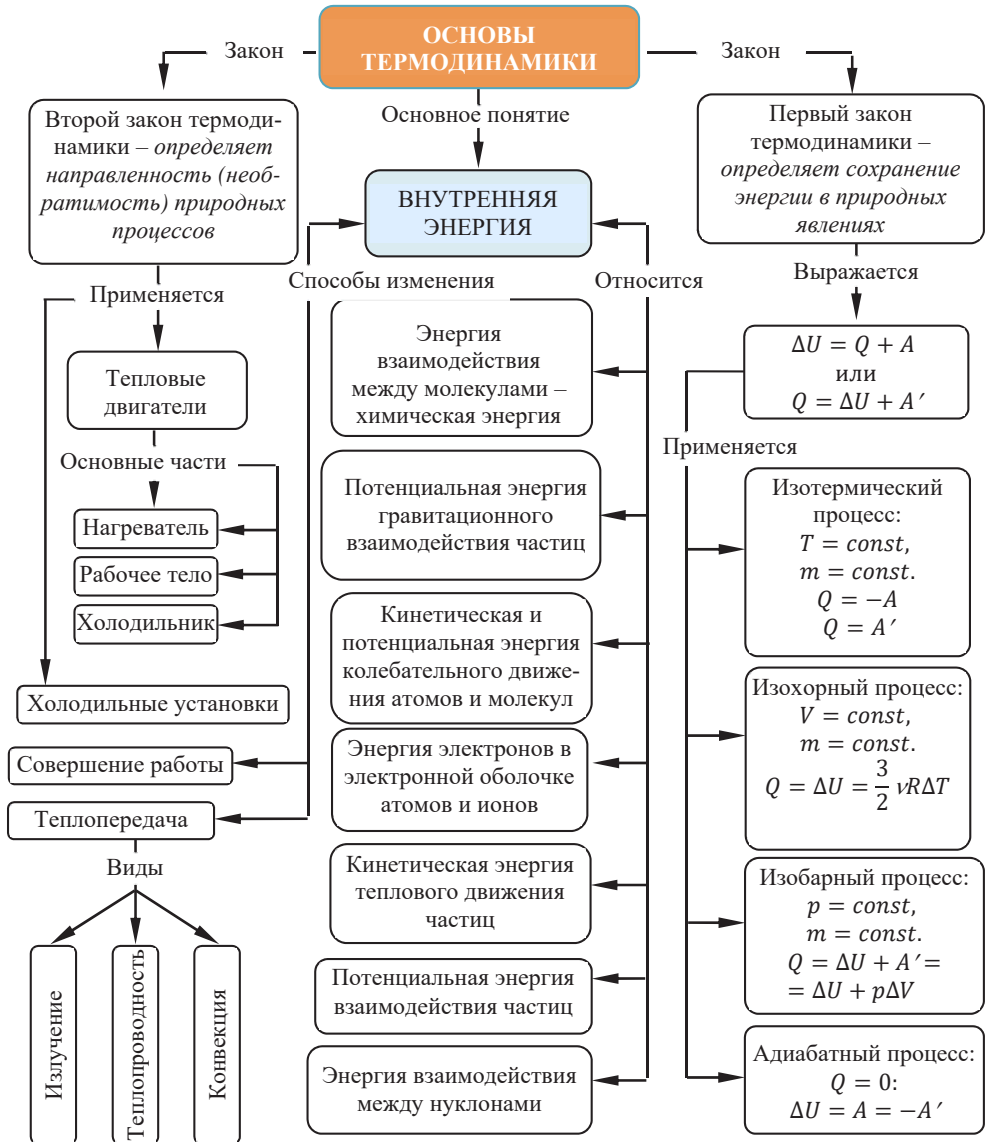 ОСНОВЫ
ТЕРМОДИНАМИКИ
Закон
Закон
Основное понятие
Второй закон термоди-
намики – определяет
направленность (необ-
ратимость) природных
процессов
Применяется
Тепловые
двигатели
Основные части
Нагреватель
Рабочее тело
Холодильник
Холодильные установки
ВНУТРЕННЯЯ
ЭНЕРГИЯ
Способы изменения
Совершение работы
Теплопередача
Виды
Излучение
Теплопроводность
Конвекция
Относится
Энергия
взаимодействия
между молекулами –
химическая энергия
Потенциальная энергия
гравитационного
взаимодействия частиц
Кинетическая и
потенциальная энергия
колебательного движе-
ния атомов и молекул
Энергия электронов в
электронной оболочке
атомов и ионов
Кинетическая энергия
теплового движения
частиц
Потенциальная энергия
взаимодействия частиц
Энергия взаимодействия
между нуклонами
Первый закон
термодинамики –
определяет сохранение
энергии в природных
явлениях
Выражается
ΔU = Q + A
или
Q = ΔU + A′
Применяется
Изотермический
процесс:
T = const,
m = const.
Q = −A
Q = A′
Изохорный процесс:
V = const,
m = const.
Q = ΔU = 3/2 νRΔT
Изобарный процесс:
p = const,
m = const.
Q = ΔU + A′ =
= ΔU + pΔV
Адиабатный процесс:
Q = 0:
ΔU = A = −A′